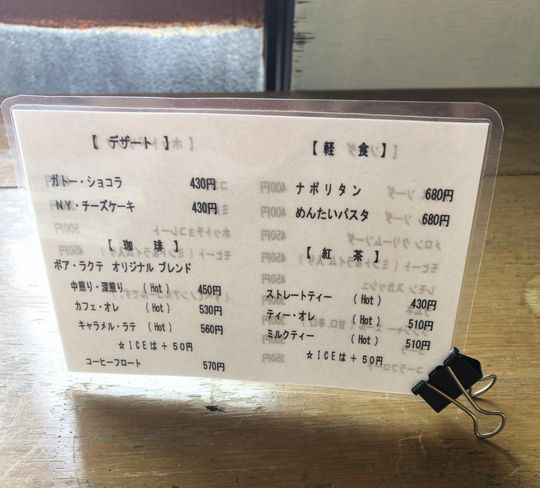 【 デザート 】
ガトー・ショコラ 430円
NY・チーズケーキ 430円
【 珈 琲 】
ボア・ラクテ オリジナル ブレンド
中煎り・深煎り (Hot) 450円
カフェ・オレ (Hot) 530円
キャラメル・ラテ (Hot) 560円
☆ICEは+50円
コーヒーフロート 570円
【 軽 食 】
ナポリタン 680円
めんたいパスタ 680円
【 紅 茶 】
ストレートティー (Hot) 430円
ティー・オレ (Hot) 510円
ミルクティー (Hot) 510円
☆ICEは+50円